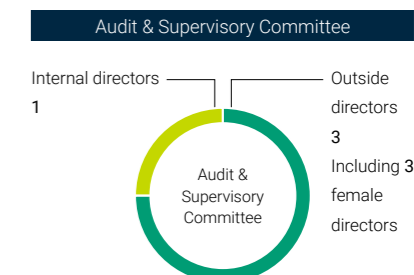 Audit & Supervisory Committee
Internal directors
1
Outside
directors
3
Including 3
female
directors
Audit &
Supervisory
Committee